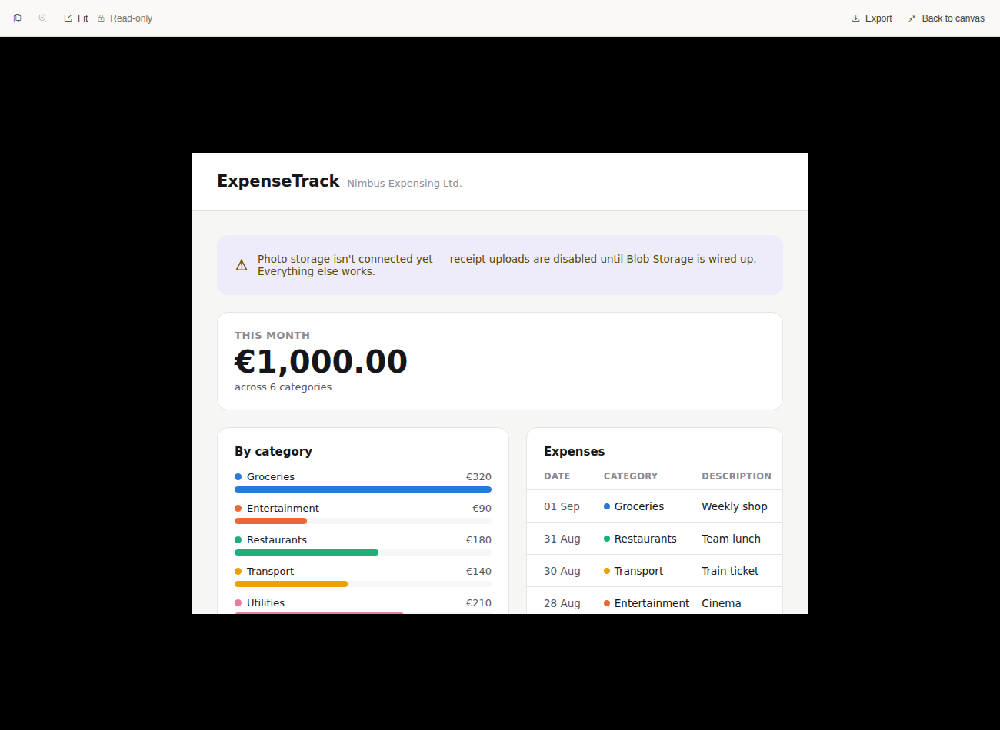 Fit
Read-only
Export
Back to canvas
ExpenseTrack
Nimbus Expensing Ltd.
Photo storage isn't connected yet — receipt uploads are disabled until Blob Storage is wired up.
Everything else works.
THIS MONTH
€1,000.00
across 6 categories
By category
Groceries €320
Entertainment €90
Restaurants €180
Transport €140
Utilities €210
Expenses
DATE CATEGORY DESCRIPTION
01 Sep Groceries Weekly shop
31 Aug Restaurants Team lunch
30 Aug Transport Train ticket
28 Aug Entertainment Cinema